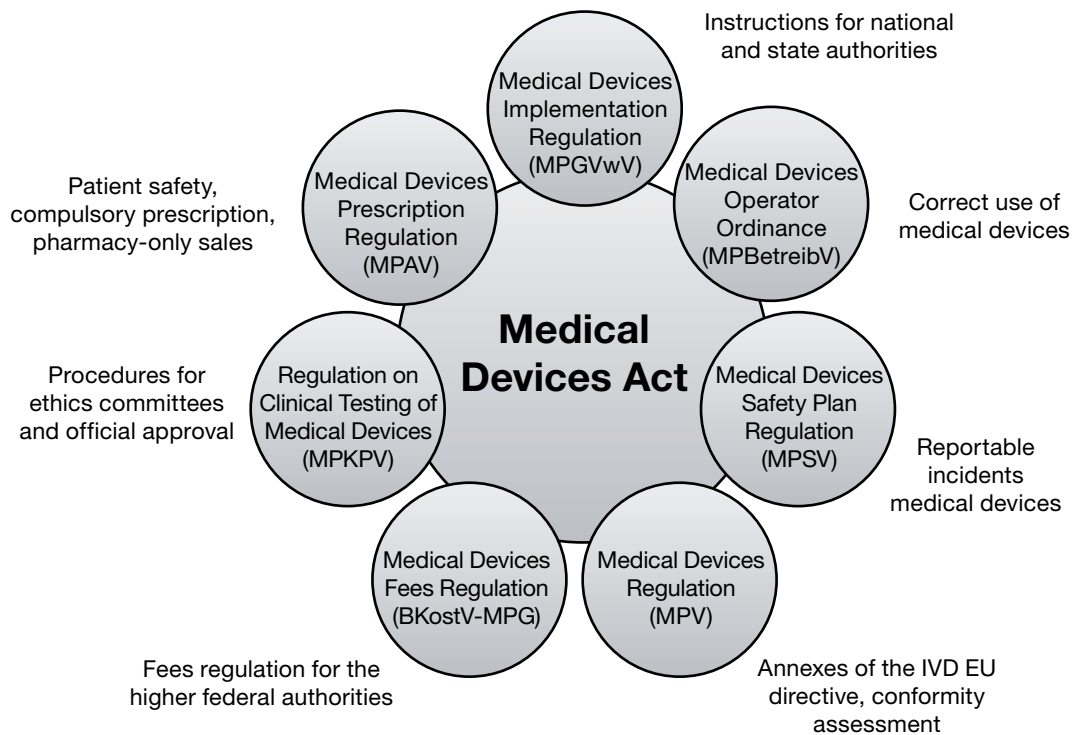 Instructions for national
and state authorities
Medical Devices
Implementation
Regulation
(MPGVwV)
Medical Devices
Operator
Ordinance
(MPBetreibV)
Correct use of
medical devices
Medical Devices
Safety Plan
Regulation
(MPSV)
Reportable
incidents
medical devices
Medical Devices
Regulation
(MPV)
Annexes of the IVD EU
directive, conformity
assessment
Medical Devices
Fees Regulation
(BKostV-MPG)
Fees regulation for the
higher federal authorities
Regulation on
Clinical Testing of
Medical Devices
(MPKPV)
Procedures for
ethics committees
and official approval
Medical Devices
Prescription
Regulation
(MPAV)
Patient safety,
compulsory prescription,
pharmacy-only sales
Medical
Devices Act